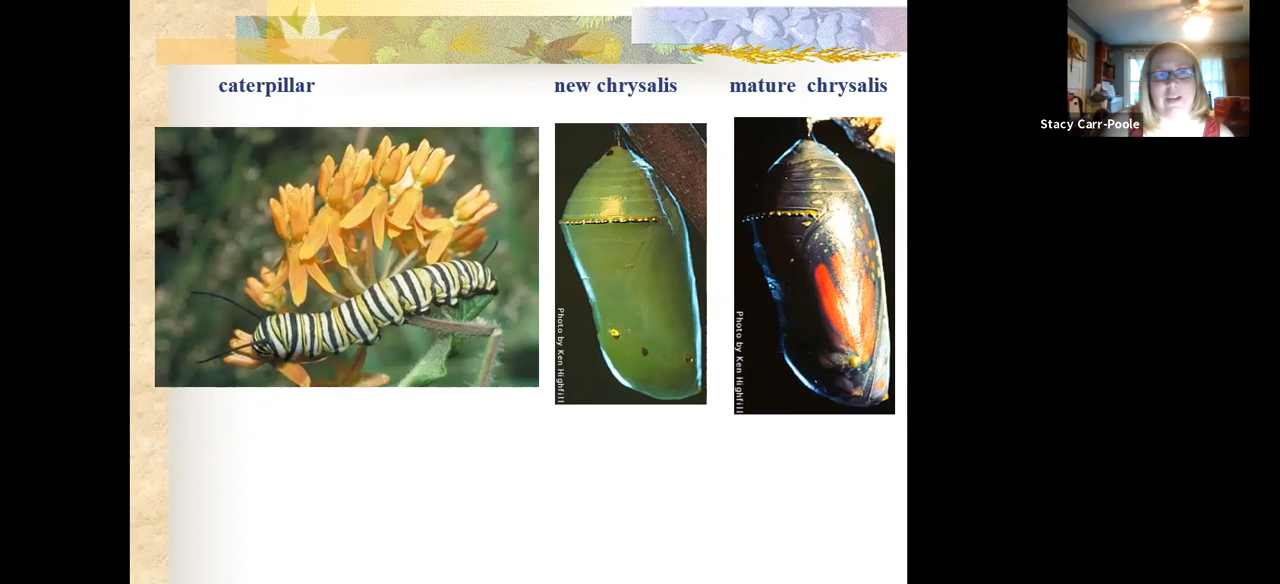 caterpillar
new chrysalis
mature chrysalis
Stacy Carr-Poole
Photo by Ken Highfill
Photo by Ken Highfill